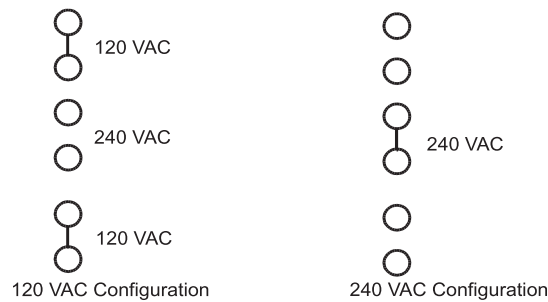 120 VAC
240 VAC
120 VAC
120 VAC Configuration
240 VAC
240 VAC Configuration